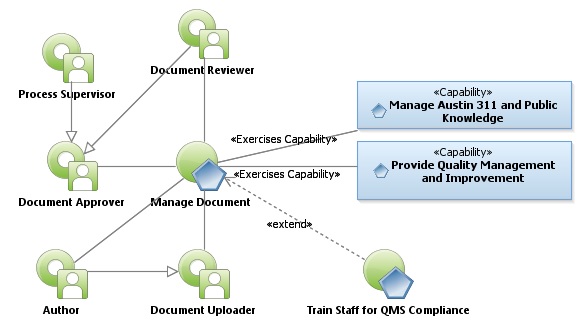 Document Reviewer
Process Supervisor
«Capability»
Manage Austin 311 and Public
Knowledge
«Exercises Capability»
«Capability»
Provide Quality Management
and Improvement
«Exercises Capability»
Document Approver
Manage Document
«extend»
Author
Document Uploader
Train Staff for QMS Compliance